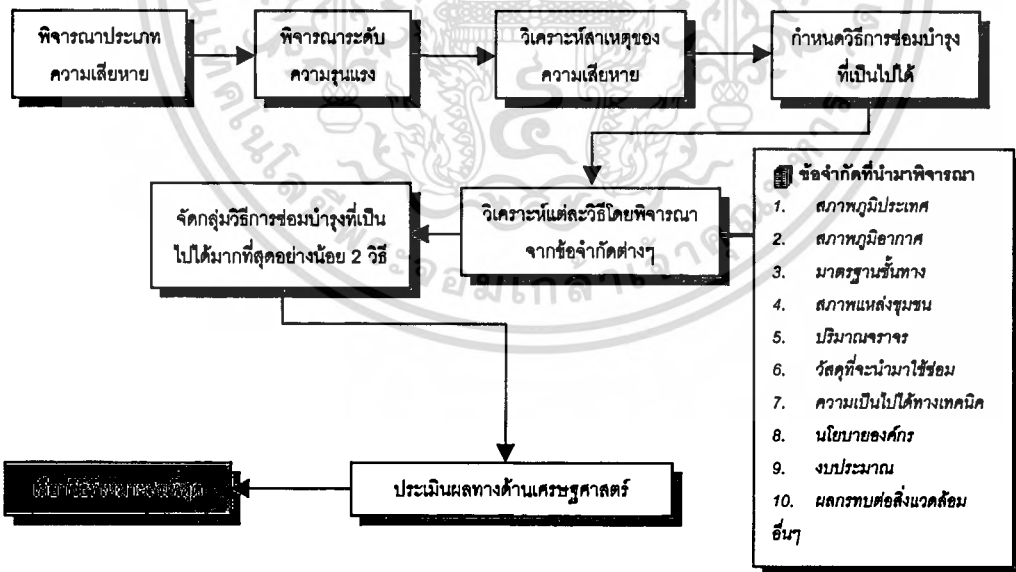 พิจารณาประเภท
ความเสียหาย
พิจารณาระดับ
ความรุนแรง
วิเคราะห์สาเหตุของ
ความเสียหาย
กำหนดวิธีการซ่อมบำรุง
ที่เป็นไปได้
วิเคราะห์แต่ละวิธีโดยพิจารณา
จากข้อจำกัดต่างๆ
ข้อจำกัดที่นำมาพิจารณา
1. สภาพภูมิประเทศ
2. สภาพภูมิอากาศ
3. มาตรฐานชั้นทาง
4. สภาพแหล่งชุมชน
5. ปริมาณจราจร
6. วัสดุที่จะนำมาใช้ซ่อม
7. ความเป็นไปได้ทางเทคนิค
8. นโยบายองค์กร
9. งบประมาณ
10. ผลกรทบต่อสิ่งแวดล้อม
อื่นๆ
จัดกลุ่มวิธีการซ่อมบำรุงที่เป็น
ไปได้มากที่สุดอย่างน้อย 2 วิธี
ประเมินผลทางด้านเศรษฐศาสตร์